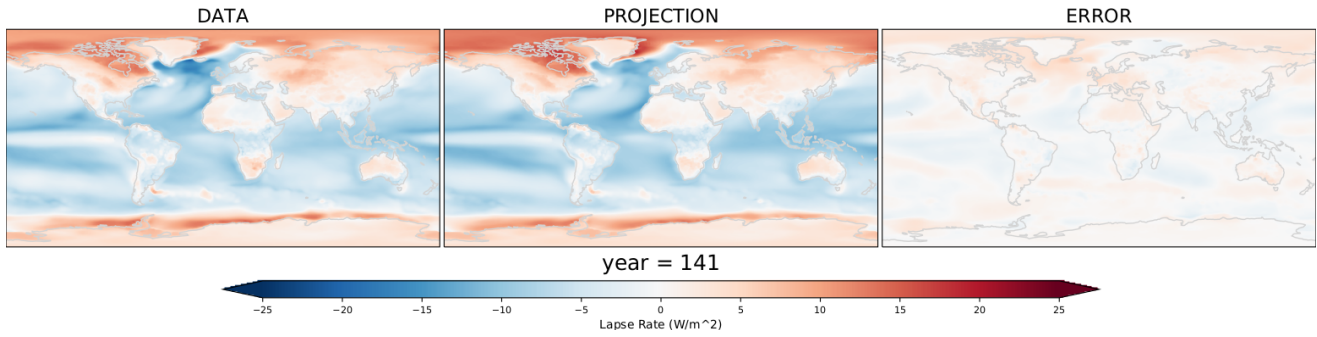 DATA PROJECTION ERROR
year = 141
−25 −20 −15 −10 −5 0 5 10 15 20 25
Lapse Rate (W/m^2)